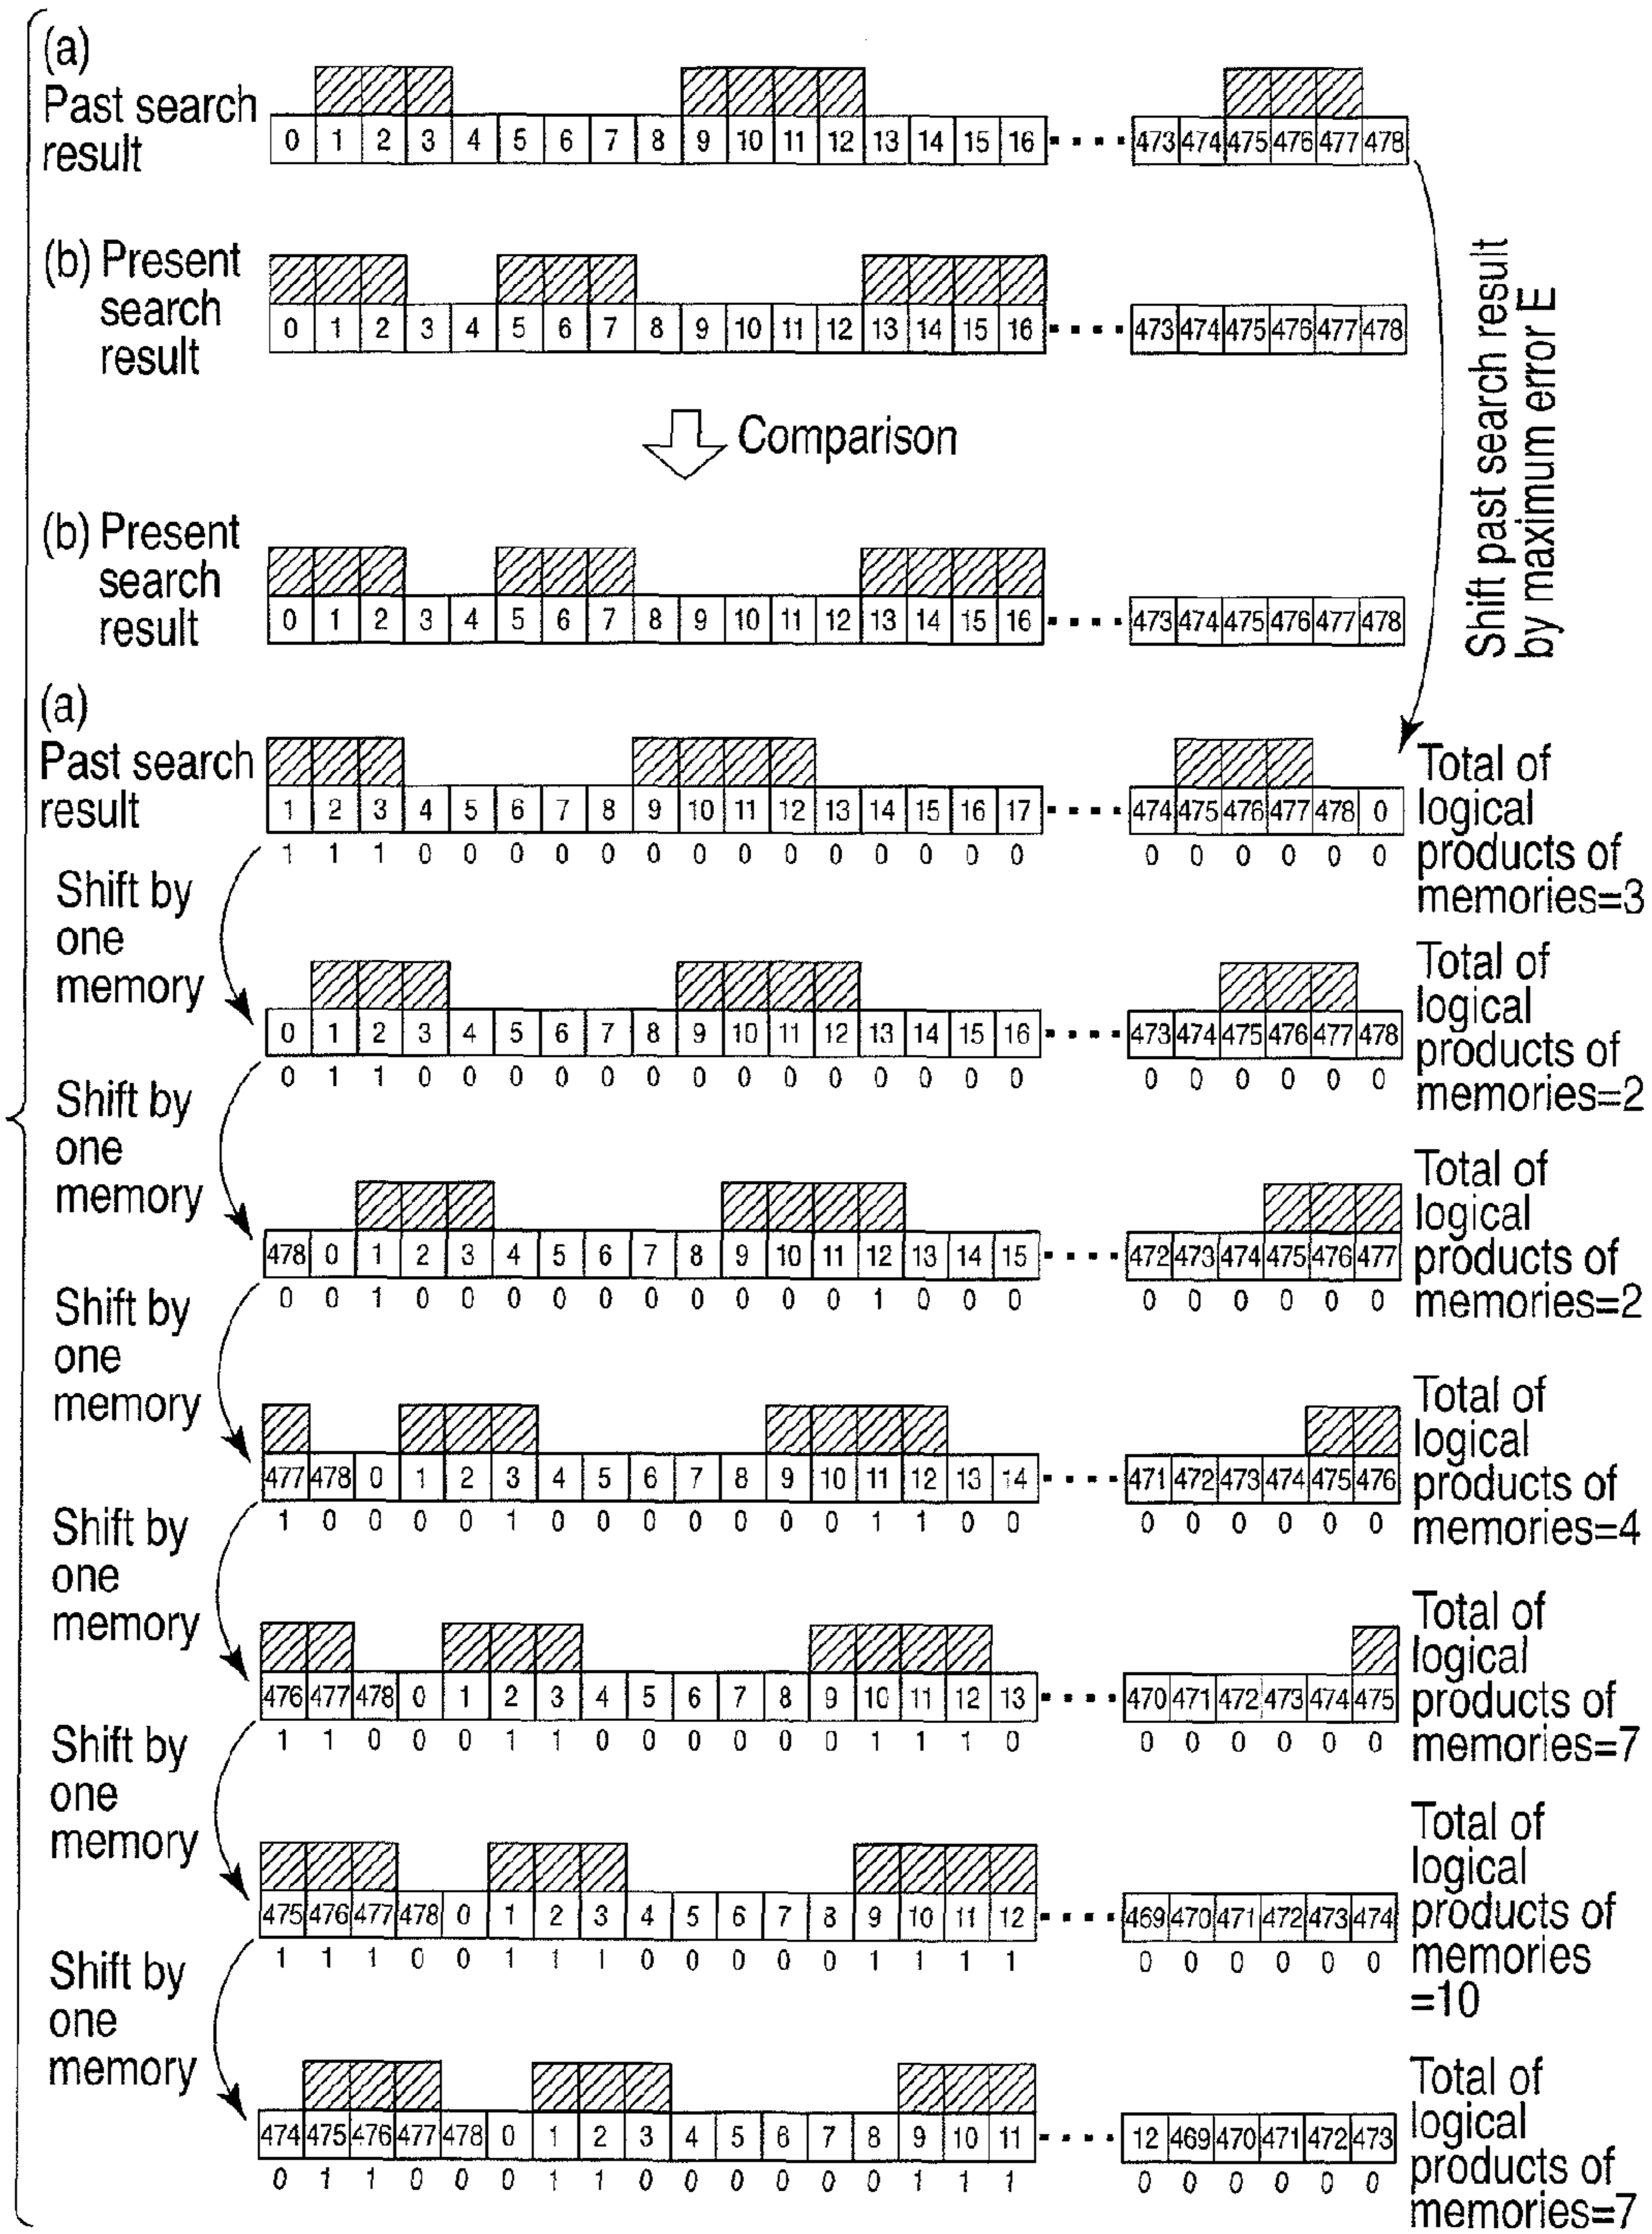 (a)
Past search
result
0 1 2 3 4 5 6 7 8 9 10 11 12 13 14 15 16 473 474 475 476 477 478
(b) Present
search
result
0 1 2 3 4 5 6 7 8 9 10 11 12 13 14 15 16 473 474 475 476 477 478
Shift past search result
by maximum error E
Comparison
(b) Present
search
result
0 1 2 3 4 5 6 7 8 9 10 11 12 13 14 15 16 473 474 475 476 477 478
(a)
Past search
result
1 2 3 4 5 6 7 8 9 10 11 12 13 14 15 16 17 474 475 476 477 478 0
1 1 1 0 0 0 0 0 0 0 0 0 0 0 0 0 0 0 0 0 0 0 0
Total of
logical
products of
memories=3
Shift by
one
memory
0 1 2 3 4 5 6 7 8 9 10 11 12 13 14 15 16 473 474 475 476 477 478
0 1 1 0 0 0 0 0 0 0 0 0 0 0 0 0 0 0 0 0 0 0 0
Total of
logical
products of
memories=2
Shift by
one
memory
478 0 1 2 3 4 5 6 7 8 9 10 11 12 13 14 15 472 473 474 475 476 477
0 0 1 0 0 0 0 0 0 0 0 0 0 1 0 0 0 0 0 0 0 0 0
Total of
logical
products of
memories=2
Shift by
one
memory
477 478 0 1 2 3 4 5 6 7 8 9 10 11 12 13 14 471 472 473 474 475 476
1 0 0 0 0 1 0 0 0 0 0 0 0 1 1 0 0 0 0 0 0 0 0
Total of
logical
products of
memories=4
Shift by
one
memory
476 477 478 0 1 2 3 4 5 6 7 8 9 10 11 12 13 470 471 472 473 474 475
1 1 0 0 0 1 1 0 0 0 0 0 0 1 1 1 0 0 0 0 0 0 0
Total of
logical
products of
memories=7
Shift by
one
memory
475 476 477 478 0 1 2 3 4 5 6 7 8 9 10 11 12 469 470 471 472 473 474
1 1 1 0 0 1 1 1 0 0 0 0 0 1 1 1 1 0 0 0 0 0 0
Total of
logical
products of
memories
=10
Shift by
one
memory
474 475 476 477 478 0 1 2 3 4 5 6 7 8 9 10 11 12 469 470 471 472 473
0 1 1 0 0 0 1 1 0 0 0 0 0 0 1 1 1 0 0 0 0 0 0
Total of
logical
products of
memories=7